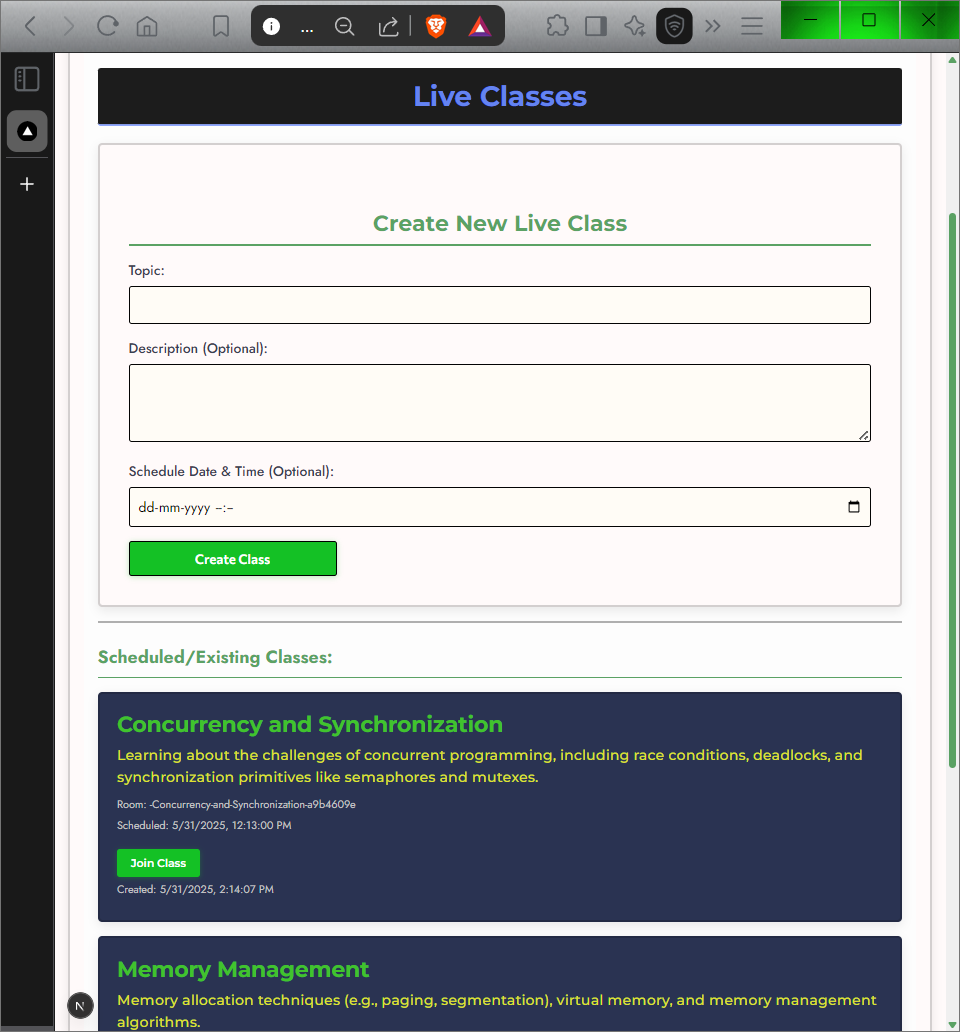 ...
Live Classes
Create New Live Class
Topic:
Description (Optional):
Schedule Date & Time (Optional):
dd-mm-yyyy --:--
Create Class
Scheduled/Existing Classes:
Concurrency and Synchronization
Learning about the challenges of concurrent programming, including race conditions, deadlocks, and
synchronization primitives like semaphores and mutexes.
Room: -Concurrency-and-Synchronization-a9b4609e
Scheduled: 5/31/2025, 12:13:00 PM
Join Class
Created: 5/31/2025, 2:14:07 PM
Memory Management
Memory allocation techniques (e.g., paging, segmentation), virtual memory, and memory management
algorithms.
N